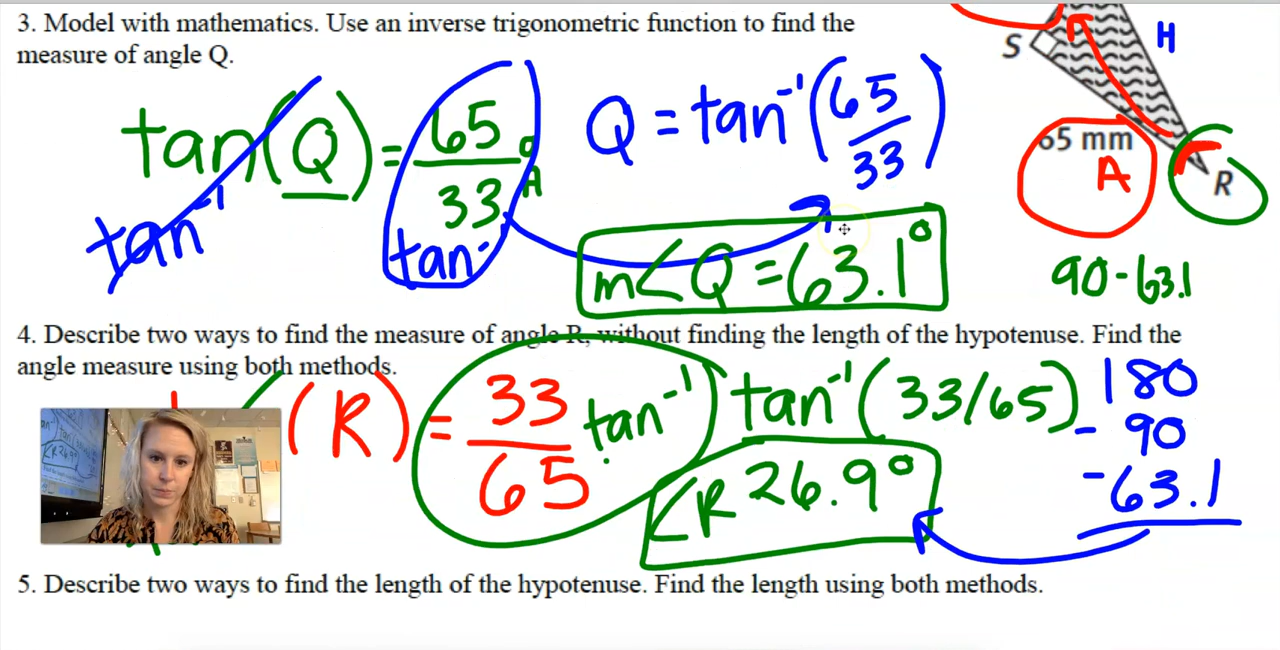 3. Model with mathematics. Use an inverse trigonometric function to find the
measure of angle Q.
S
H
65 mm
A
R
tan(Q) = 65/33
O
A
tan⁻¹
tan⁻¹
Q = tan⁻¹(65/33)
m∠Q = 63.1°
90-63.1
4. Describe two ways to find the measure of angle R, without finding the length of the hypotenuse. Find the
angle measure using both methods.
(R) = 33/65 tan⁻¹
tan⁻¹(33/65)
∠R 26.9°
180
- 90
-63.1
5. Describe two ways to find the length of the hypotenuse. Find the length using both methods.